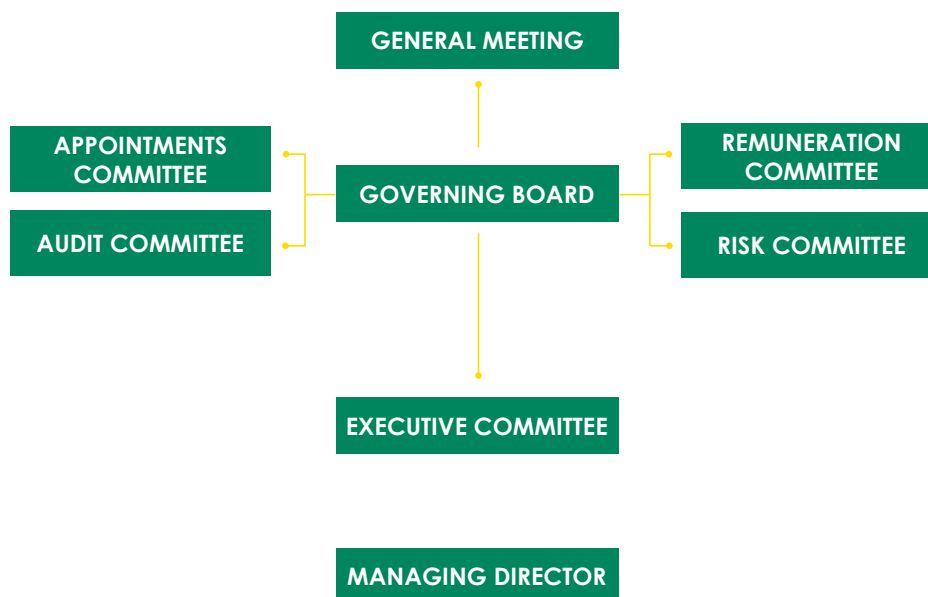 GENERAL MEETING
APPOINTMENTS
COMMITTEE
AUDIT COMMITTEE
GOVERNING BOARD
REMUNERATION
COMMITTEE
RISK COMMITTEE
EXECUTIVE COMMITTEE
MANAGING DIRECTOR